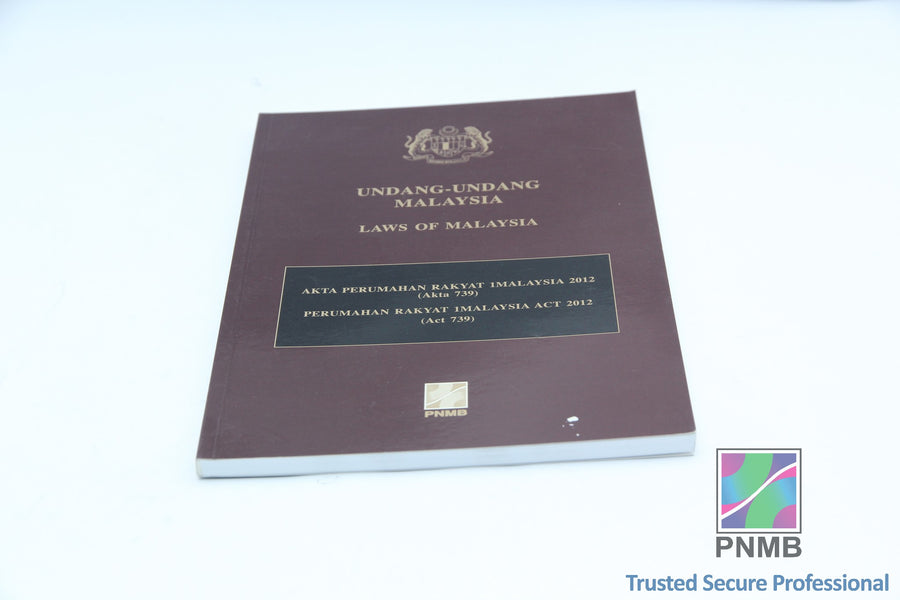 UNDANG-UNDANG
MALAYSIA
LAWS OF MALAYSIA
AKTA PERUMAHAN RAKYAT 1MALAYSIA 2012
(Akta 739)
PERUMAHAN RAKYAT 1MALAYSIA ACT 2012
(Act 739)
PNMB
PNMB
Trusted Secure Professional